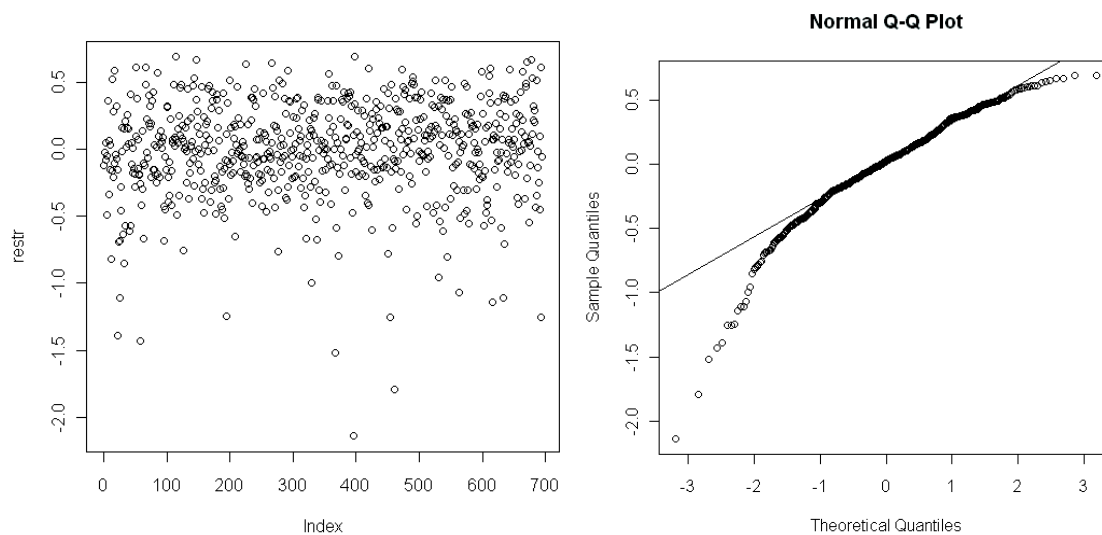 restr
0.5
0.0
-0.5
-1.0
-1.5
-2.0
0 100 200 300 400 500 600 700
Index
Normal Q-Q Plot
Sample Quantiles
0.5
0.0
-0.5
-1.0
-1.5
-2.0
-3 -2 -1 0 1 2 3
Theoretical Quantiles